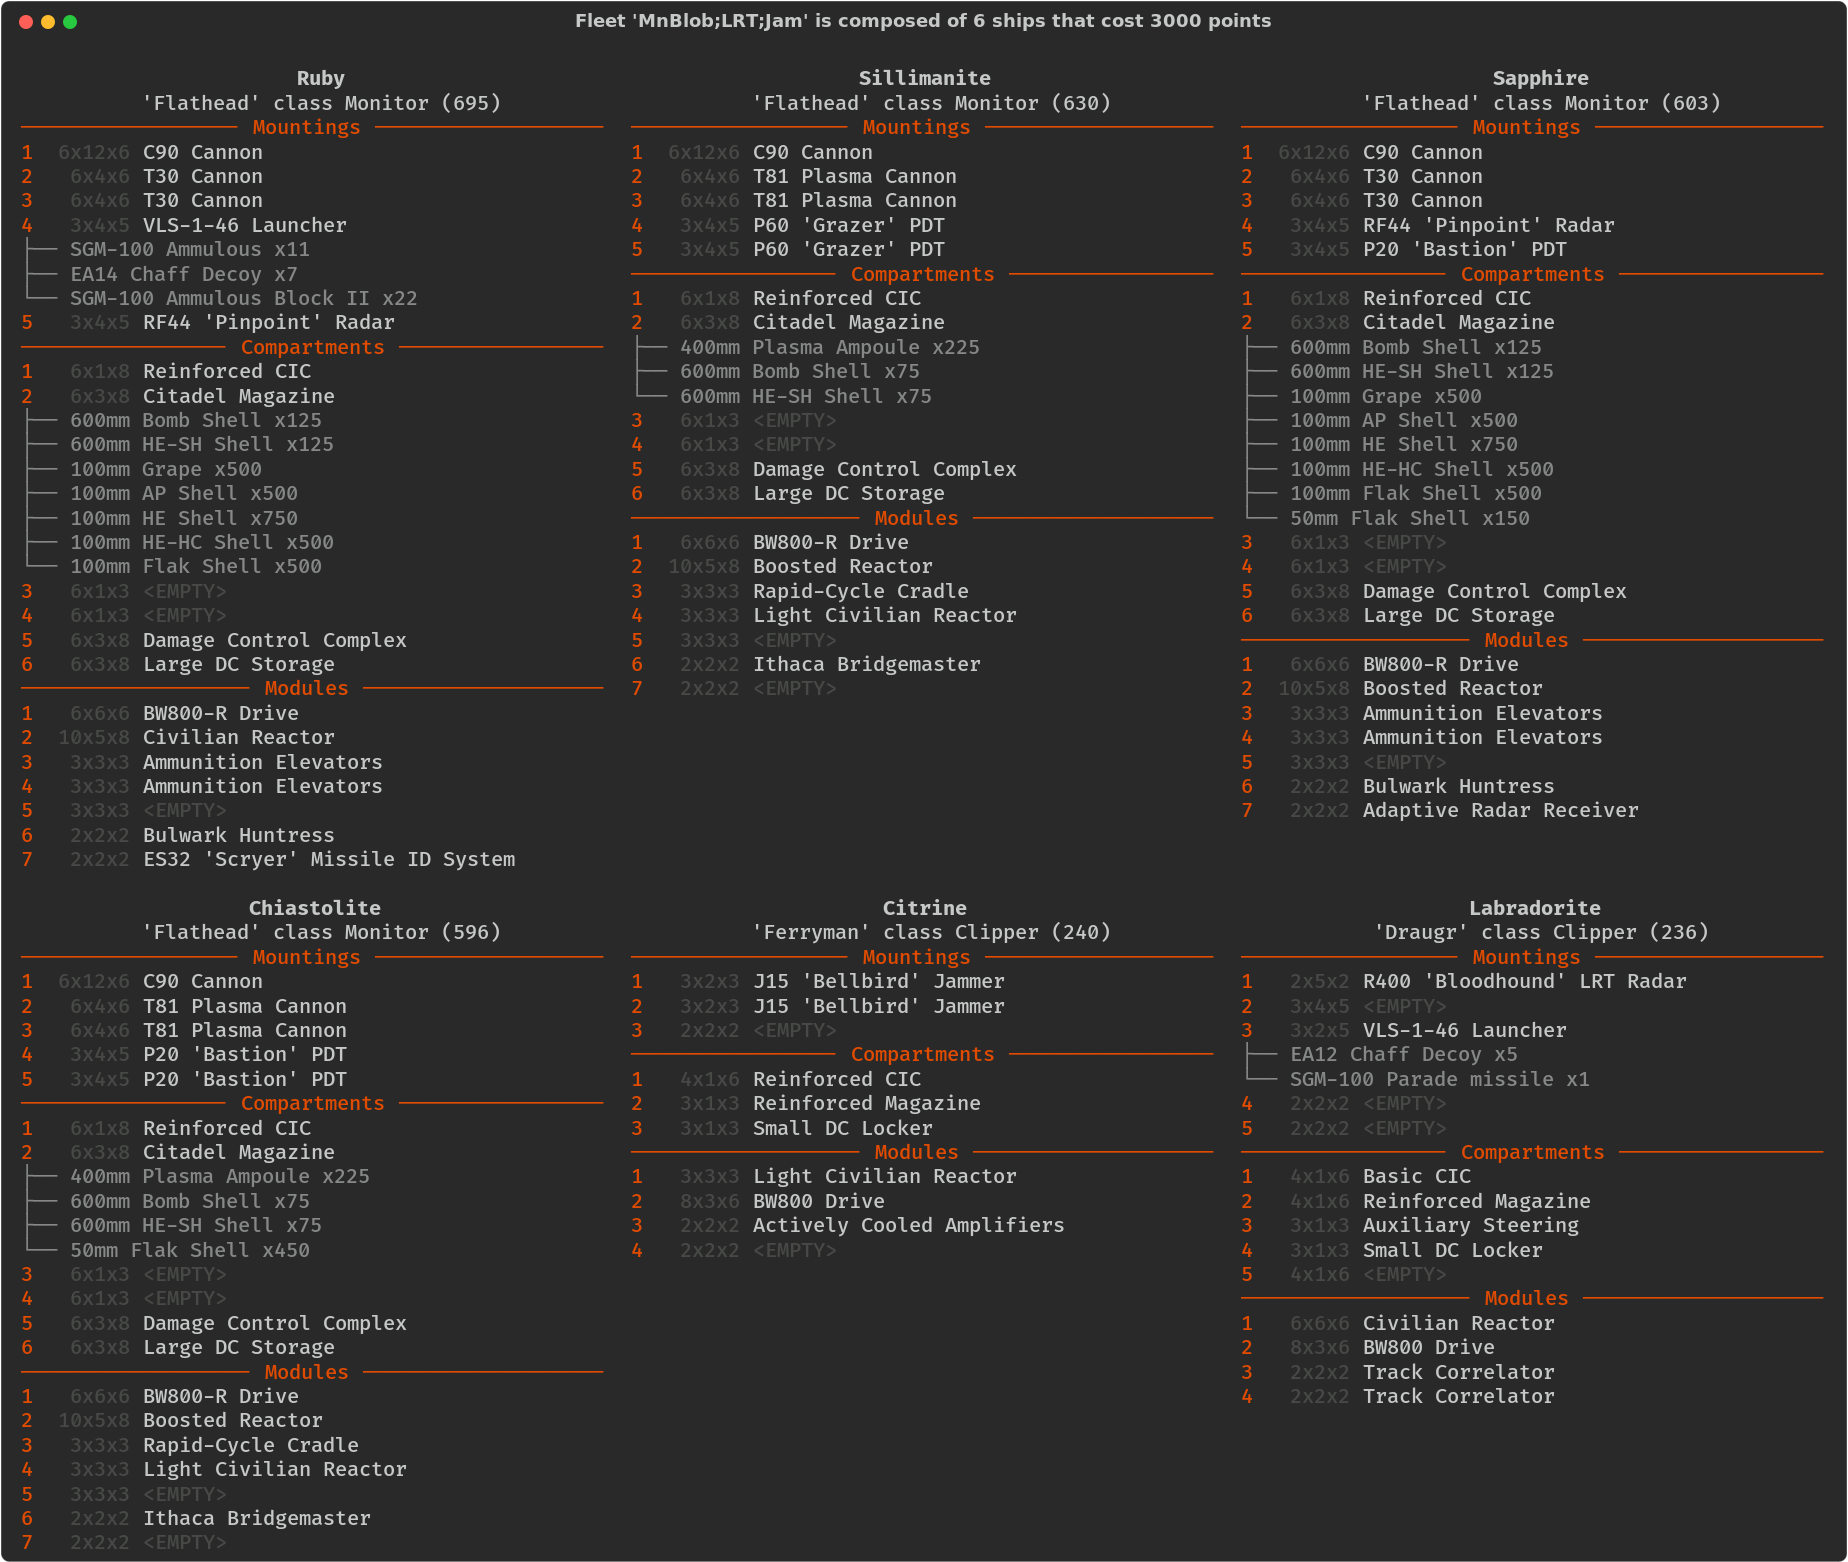 Fleet 'MnBlob;LRT;Jam' is composed of 6 ships that cost 3000 points
Ruby
'Flathead' class Monitor (695)
Mountings
1 6x12x6 C90 Cannon
2 6x4x6 T30 Cannon
3 6x4x6 T30 Cannon
4 3x4x5 VLS-1-46 Launcher
SGM-100 Ammulous x11
EA14 Chaff Decoy x7
SGM-100 Ammulous Block II x22
5 3x4x5 RF44 'Pinpoint' Radar
Compartments
1 6x1x8 Reinforced CIC
2 6x3x8 Citadel Magazine
600mm Bomb Shell x125
600mm HE-SH Shell x125
100mm Grape x500
100mm AP Shell x500
100mm HE Shell x750
100mm HE-HC Shell x500
100mm Flak Shell x500
3 6x1x3 <EMPTY>
4 6x1x3 <EMPTY>
5 6x3x8 Damage Control Complex
6 6x3x8 Large DC Storage
Modules
1 6x6x6 BW800-R Drive
2 10x5x8 Civilian Reactor
3 3x3x3 Ammunition Elevators
4 3x3x3 Ammunition Elevators
5 3x3x3 <EMPTY>
6 2x2x2 Bulwark Huntress
7 2x2x2 ES32 'Scryer' Missile ID System
Sillimanite
'Flathead' class Monitor (630)
Mountings
1 6x12x6 C90 Cannon
2 6x4x6 T81 Plasma Cannon
3 6x4x6 T81 Plasma Cannon
4 3x4x5 P60 'Grazer' PDT
5 3x4x5 P60 'Grazer' PDT
Compartments
1 6x1x8 Reinforced CIC
2 6x3x8 Citadel Magazine
400mm Plasma Ampoule x225
600mm Bomb Shell x75
600mm HE-SH Shell x75
3 6x1x3 <EMPTY>
4 6x1x3 <EMPTY>
5 6x3x8 Damage Control Complex
6 6x3x8 Large DC Storage
Modules
1 6x6x6 BW800-R Drive
2 10x5x8 Boosted Reactor
3 3x3x3 Rapid-Cycle Cradle
4 3x3x3 Light Civilian Reactor
5 3x3x3 <EMPTY>
6 2x2x2 Ithaca Bridgemaster
7 2x2x2 <EMPTY>
Sapphire
'Flathead' class Monitor (603)
Mountings
1 6x12x6 C90 Cannon
2 6x4x6 T30 Cannon
3 6x4x6 T30 Cannon
4 3x4x5 RF44 'Pinpoint' Radar
5 3x4x5 P20 'Bastion' PDT
Compartments
1 6x1x8 Reinforced CIC
2 6x3x8 Citadel Magazine
600mm Bomb Shell x125
600mm HE-SH Shell x125
100mm Grape x500
100mm AP Shell x500
100mm HE Shell x750
100mm HE-HC Shell x500
100mm Flak Shell x500
50mm Flak Shell x150
3 6x1x3 <EMPTY>
4 6x1x3 <EMPTY>
5 6x3x8 Damage Control Complex
6 6x3x8 Large DC Storage
Modules
1 6x6x6 BW800-R Drive
2 10x5x8 Boosted Reactor
3 3x3x3 Ammunition Elevators
4 3x3x3 Ammunition Elevators
5 3x3x3 <EMPTY>
6 2x2x2 Bulwark Huntress
7 2x2x2 Adaptive Radar Receiver
Chiastolite
'Flathead' class Monitor (596)
Mountings
1 6x12x6 C90 Cannon
2 6x4x6 T81 Plasma Cannon
3 6x4x6 T81 Plasma Cannon
4 3x4x5 P20 'Bastion' PDT
5 3x4x5 P20 'Bastion' PDT
Compartments
1 6x1x8 Reinforced CIC
2 6x3x8 Citadel Magazine
400mm Plasma Ampoule x225
600mm Bomb Shell x75
600mm HE-SH Shell x75
50mm Flak Shell x450
3 6x1x3 <EMPTY>
4 6x1x3 <EMPTY>
5 6x3x8 Damage Control Complex
6 6x3x8 Large DC Storage
Modules
1 6x6x6 BW800-R Drive
2 10x5x8 Boosted Reactor
3 3x3x3 Rapid-Cycle Cradle
4 3x3x3 Light Civilian Reactor
5 3x3x3 <EMPTY>
6 2x2x2 Ithaca Bridgemaster
7 2x2x2 <EMPTY>
Citrine
'Ferryman' class Clipper (240)
Mountings
1 3x2x3 J15 'Bellbird' Jammer
2 3x2x3 J15 'Bellbird' Jammer
3 2x2x2 <EMPTY>
Compartments
1 4x1x6 Reinforced CIC
2 3x1x3 Reinforced Magazine
3 3x1x3 Small DC Locker
Modules
1 3x3x3 Light Civilian Reactor
2 8x3x6 BW800 Drive
3 2x2x2 Actively Cooled Amplifiers
4 2x2x2 <EMPTY>
Labradorite
'Draugr' class Clipper (236)
Mountings
1 2x5x2 R400 'Bloodhound' LRT Radar
2 3x4x5 <EMPTY>
3 3x2x5 VLS-1-46 Launcher
EA12 Chaff Decoy x5
SGM-100 Parade missile x1
4 2x2x2 <EMPTY>
5 2x2x2 <EMPTY>
Compartments
1 4x1x6 Basic CIC
2 4x1x6 Reinforced Magazine
3 3x1x3 Auxiliary Steering
4 3x1x3 Small DC Locker
5 4x1x6 <EMPTY>
Modules
1 6x6x6 Civilian Reactor
2 8x3x6 BW800 Drive
3 2x2x2 Track Correlator
4 2x2x2 Track Correlator